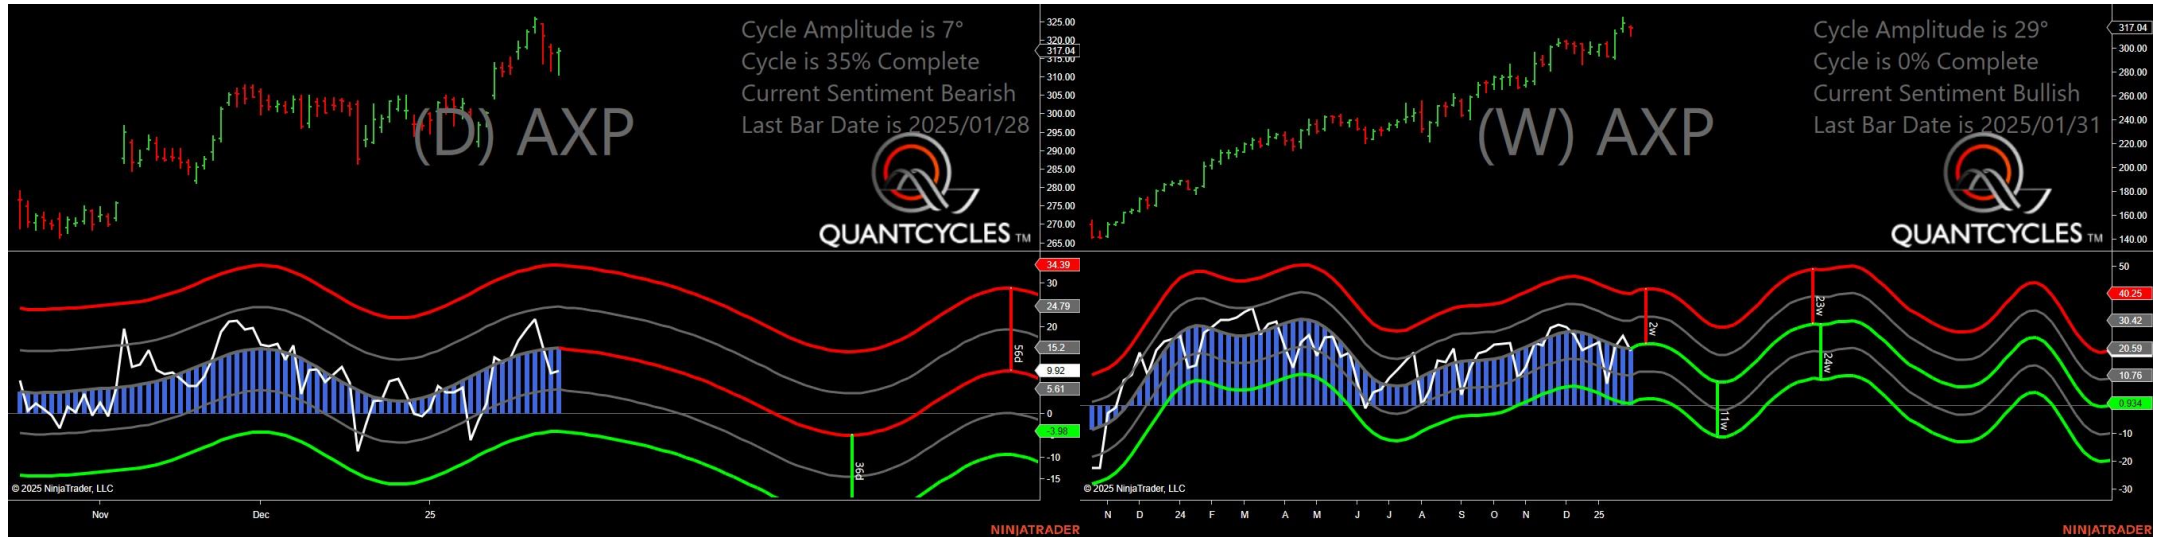 Cycle Amplitude is 7°
Cycle is 35% Complete
Current Sentiment Bearish
Last Bar Date is 2025/01/28
(D) AXP
QUANTCYCLES TM
325.00
320.00
317.04
315.00
310.00
305.00
300.00
295.00
290.00
285.00
280.00
275.00
270.00
265.00
34.39
30
24.79
20
15.2
9.92
5.61
0
-3.98
-10
-15
56d
36d
© 2025 NinjaTrader, LLC
Nov Dec 25
NINJATRADER
Cycle Amplitude is 29°
Cycle is 0% Complete
Current Sentiment Bullish
Last Bar Date is 2025/01/31
(W) AXP
QUANTCYCLES TM
317.04
300.00
280.00
260.00
240.00
220.00
200.00
180.00
160.00
140.00
50
40.25
30.42
20.59
10.76
0.934
-10
-20
-30
2w
11w
23w
24w
© 2025 NinjaTrader, LLC
N D 24 F M A M J J A S O N D 25
NINJATRADER